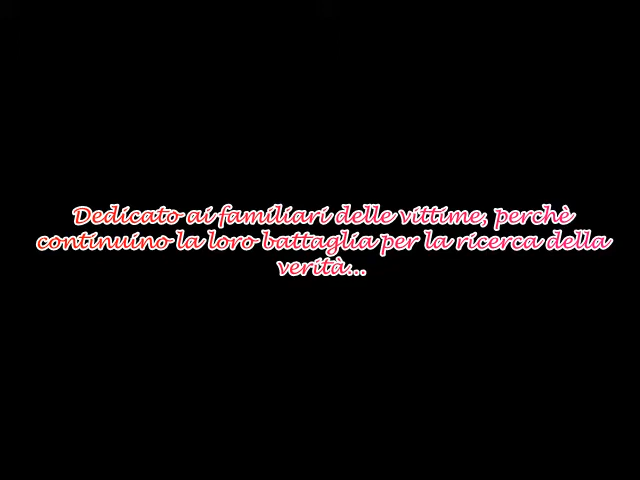 Dedicato ai familiari delle vittime, perchè
continuino la loro battaglia per la ricerca della
verità...